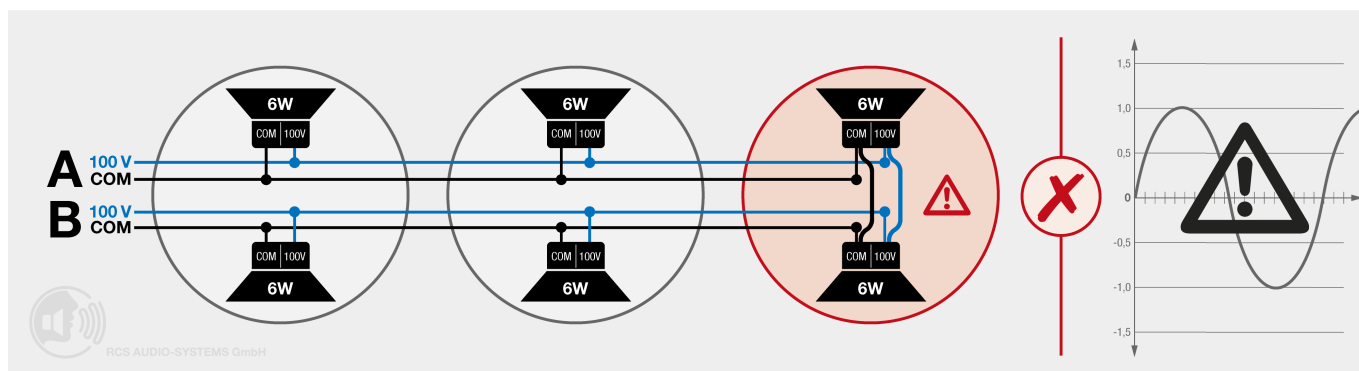 6W
COM 100V
6W
COM 100V
6W
COM 100V
A 100 V
COM
B 100 V
COM
COM 100V
6W
COM 100V
6W
COM 100V
6W
RCS AUDIO-SYSTEMS GmbH
!
X
1,5
1,0
0,5
0
-0,5
-1,0
-1,5
!